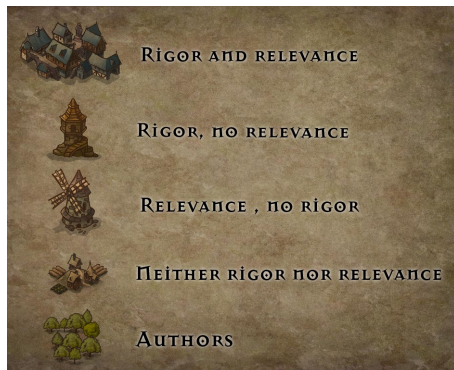 Rigor and relevance
Rigor, no relevance
Relevance , no rigor
Neither rigor nor relevance
Authors